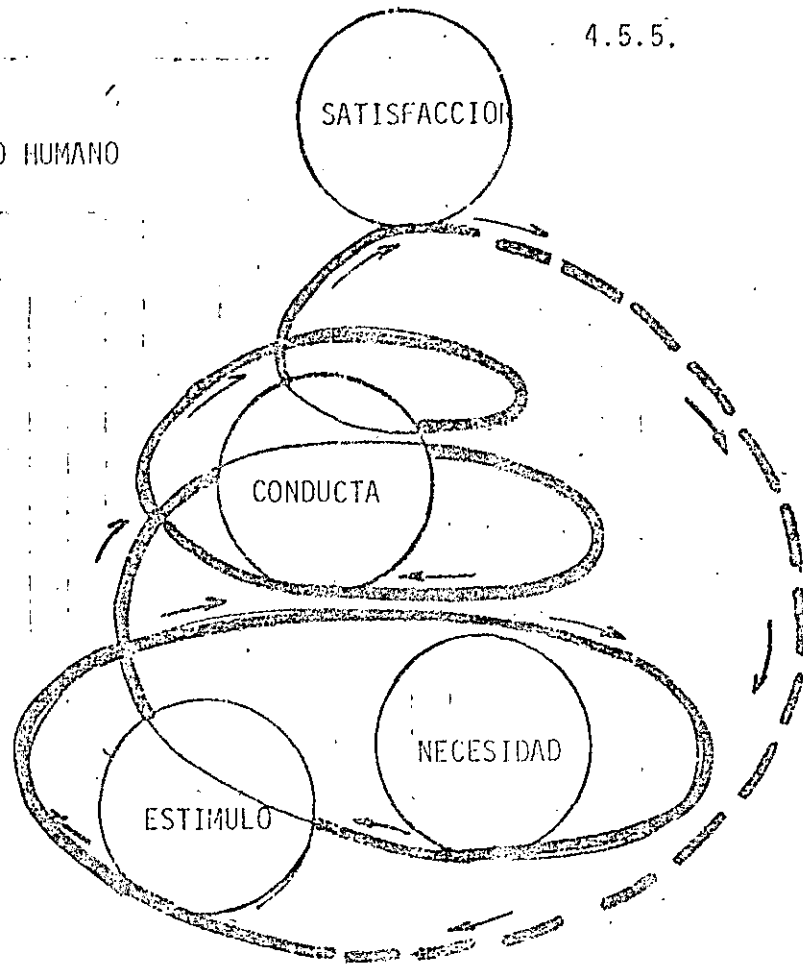 4.5.5.
SATISFACCION
O HUMANO
CONDUCTA
NECESIDAD
ESTIMULO